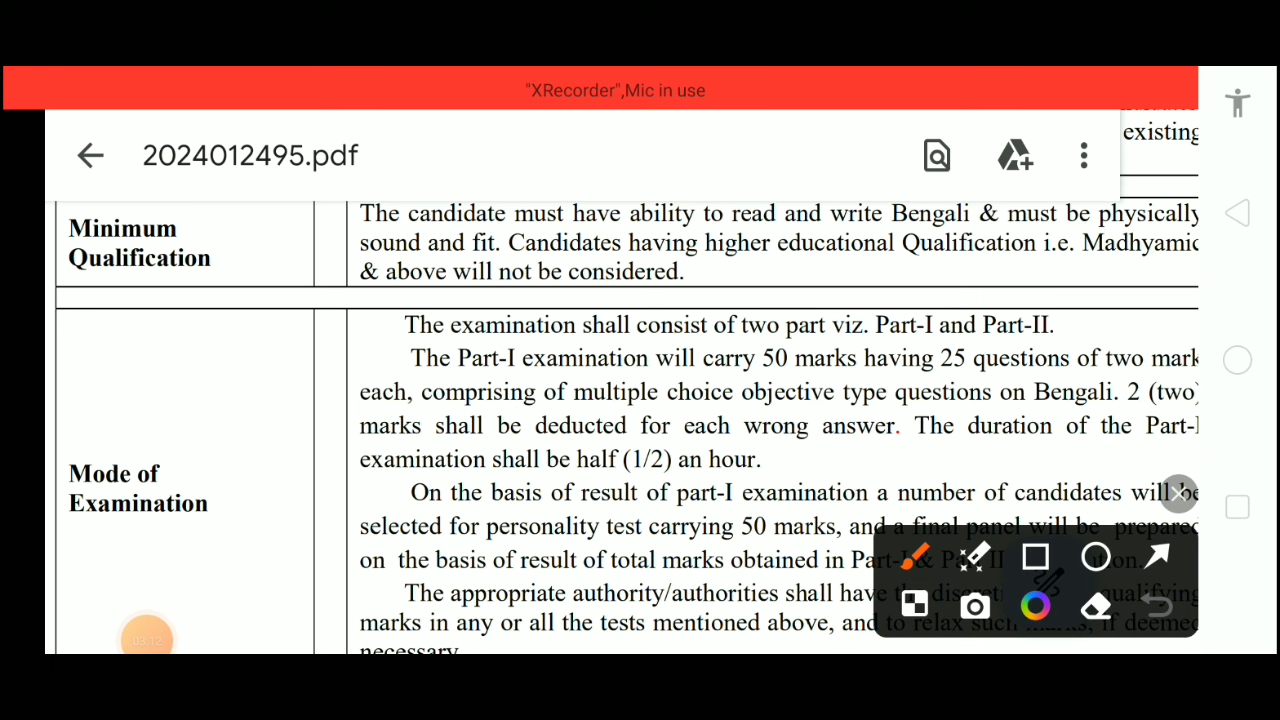 "XRecorder",Mic in use
existing
2024012495.pdf
The candidate must have ability to read and write Bengali & must be physically
Minimum
Qualification
sound and fit. Candidates having higher educational Qualification i.e. Madhyamic
& above will not be considered.
The examination shall consist of two part viz. Part-I and Part-II.
The Part-I examination will carry 50 marks having 25 questions of two mark
each, comprising of multiple choice objective type questions on Bengali. 2 (two)
marks shall be deducted for each wrong answer. The duration of the Part-I
examination shall be half (1/2) an hour.
Mode of
Examination
On the basis of result of part-I examination a number of candidates will be
selected for personality test carrying 50 marks, and a final panel will be prepared
on the basis of result of total marks obtained in Part-I & Part II
The appropriate authority/authorities shall have qualifying
marks in any or all the tests mentioned above, and to relax such marks, if deemed
necessary
03:12